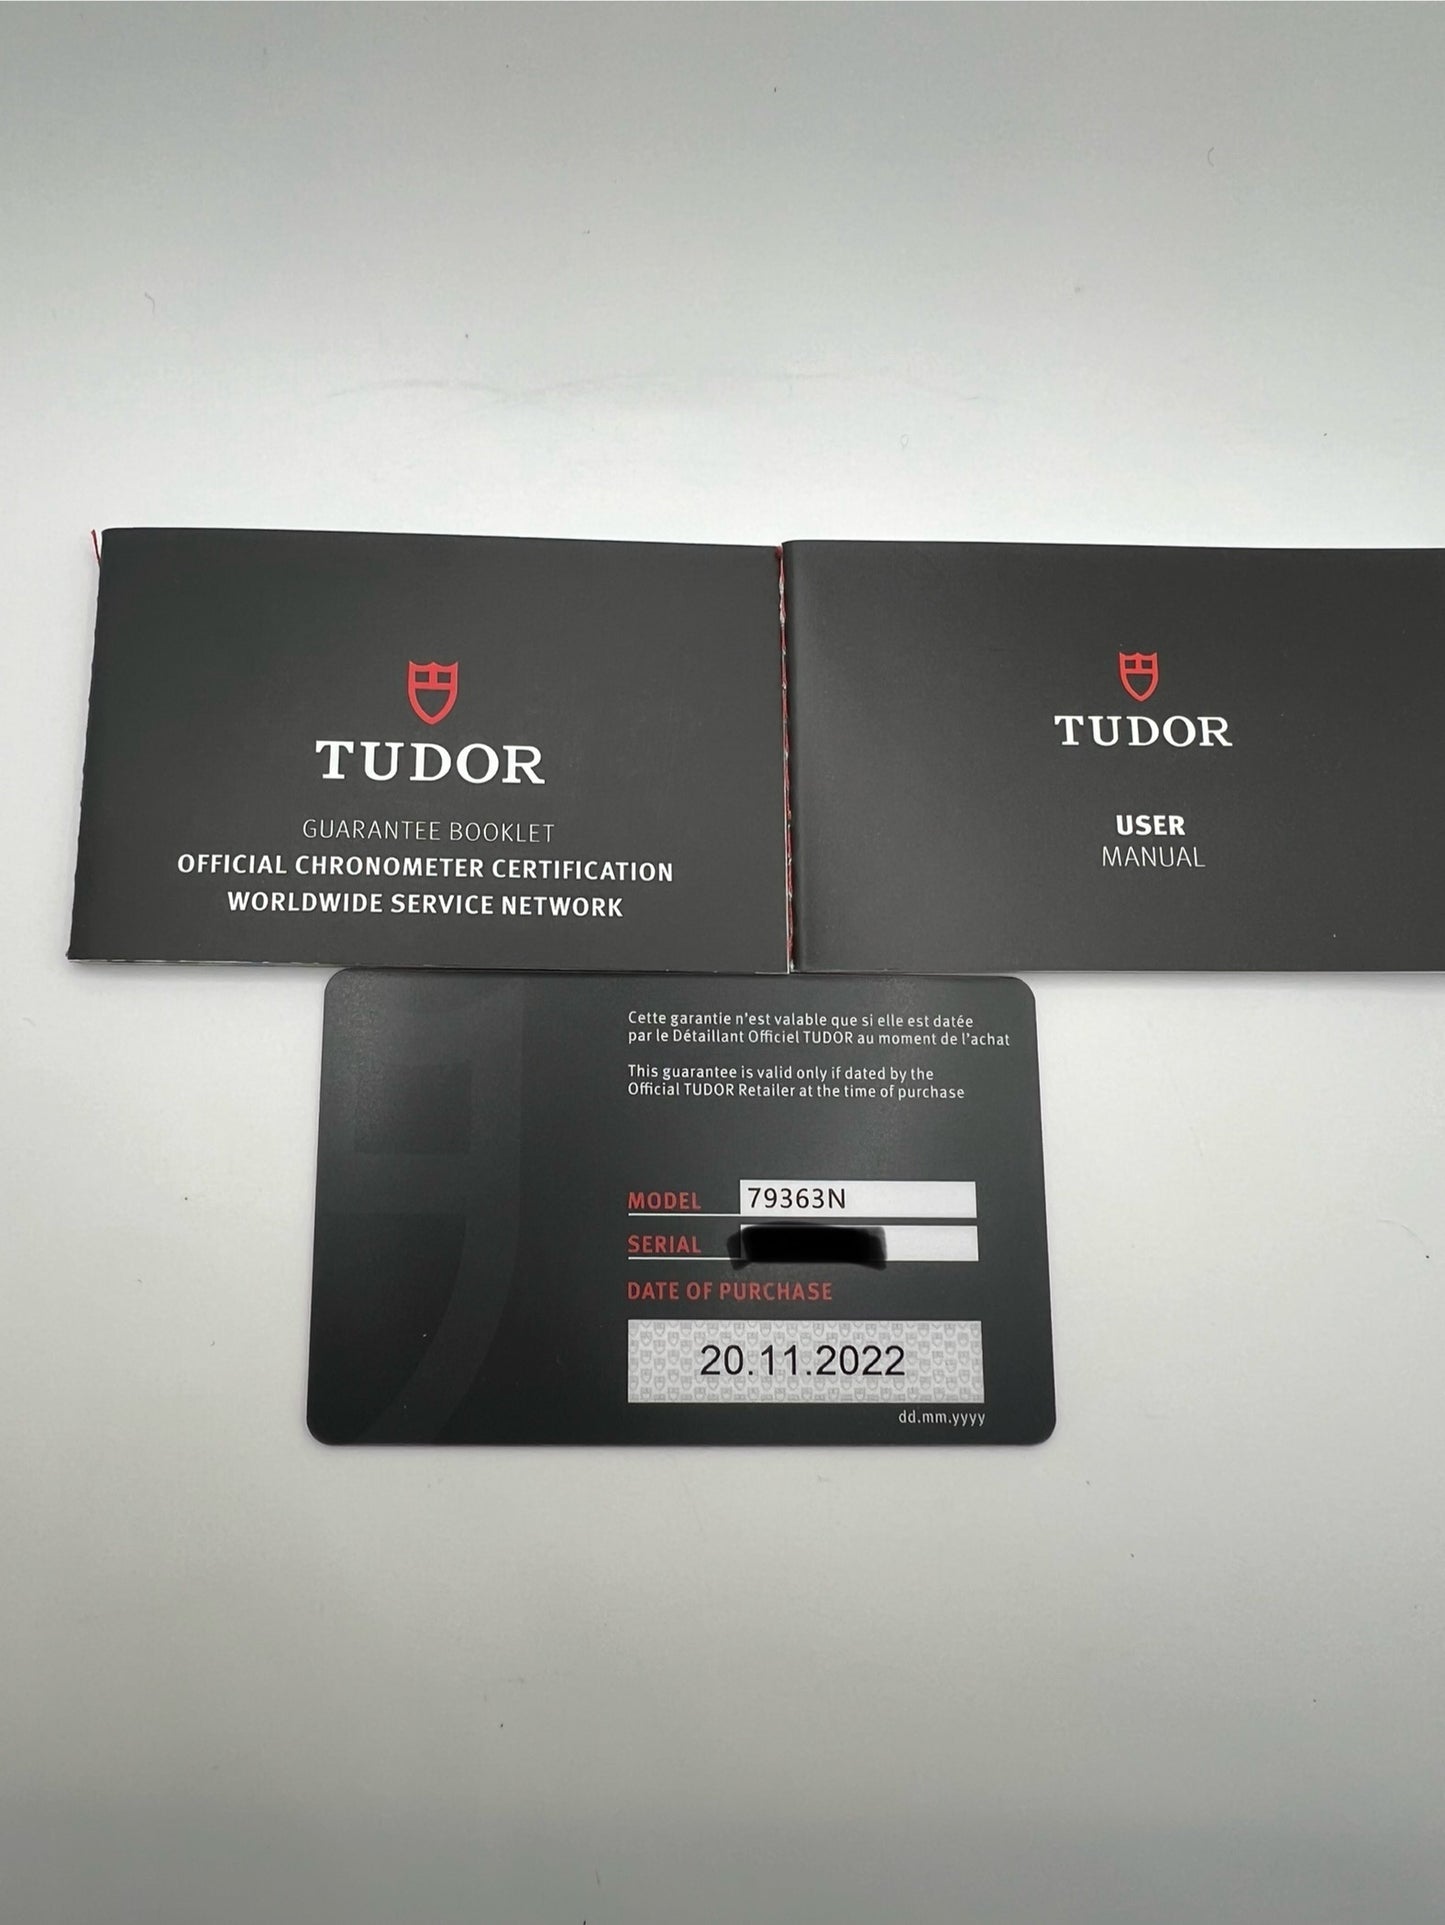 TUDOR
GUARANTEE BOOKLET
OFFICIAL CHRONOMETER CERTIFICATION
WORLDWIDE SERVICE NETWORK
TUDOR
USER
MANUAL
Cette garantie n'est valable que si elle est datée
par le Détaillant Officiel TUDOR au moment de l'achat
This guarantee is valid only if dated by the
Official TUDOR Retailer at the time of purchase
MODEL 79363N
SERIAL
DATE OF PURCHASE
20.11.2022
dd.mm.yyyy